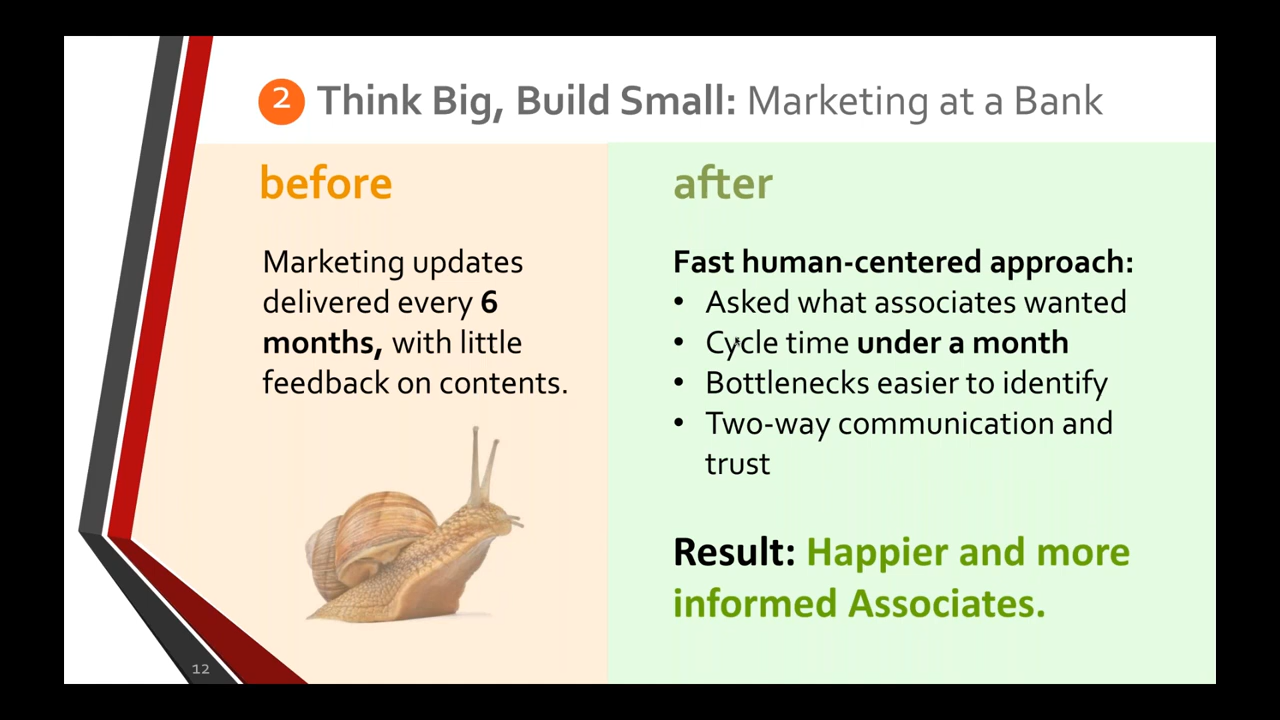 2 Think Big, Build Small: Marketing at a Bank
before
Marketing updates
delivered every 6
months, with little
feedback on contents.
after
Fast human-centered approach:
• Asked what associates wanted
• Cycle time under a month
• Bottlenecks easier to identify
• Two-way communication and
trust
Result: Happier and more
informed Associates.
12